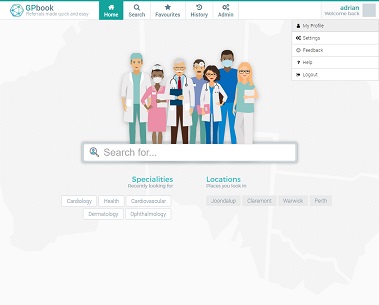 GPbook
Referrals made quick and easy
Home
Search
Favourites
History
Admin
adrian
Welcome back
My Profile
Settings
Feedback
Help
Logout
Search for...
Specialities
Recently looking for
Cardiology
Health
Cardiovascular
Dermatology
Ophthalmology
Locations
Places you look in
Joondalup
Claremont
Warwick
Perth